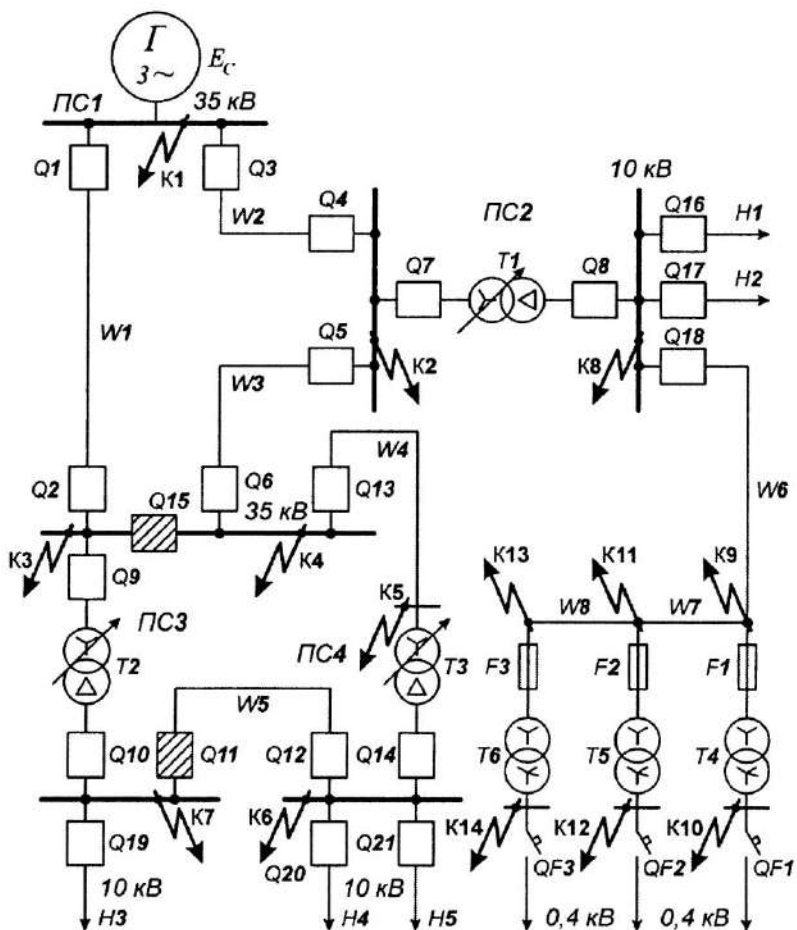 Г
3~
E_C
ПС1
35 кВ
Q1
К1
Q3
10 кВ
Q4
ПС2
Q16
Н1
W2
Q7
T1
Q8
Q17
Н2
W1
Q5
Q18
W3
К2
К8
W4
Q2
Q15
Q6
35 кВ
Q13
W6
К3
К4
Q9
К5
К13
К11
К9
ПС3
W8
W7
T2
ПС4
T3
F3
F2
F1
W5
Q10
Q11
Q12
Q14
T6
T5
T4
К7
К6
К14
К12
К10
Q19
Q20
Q21
QF3
QF2
QF1
10 кВ
10 кВ
Н3
Н4
Н5
0,4 кВ
0,4 кВ